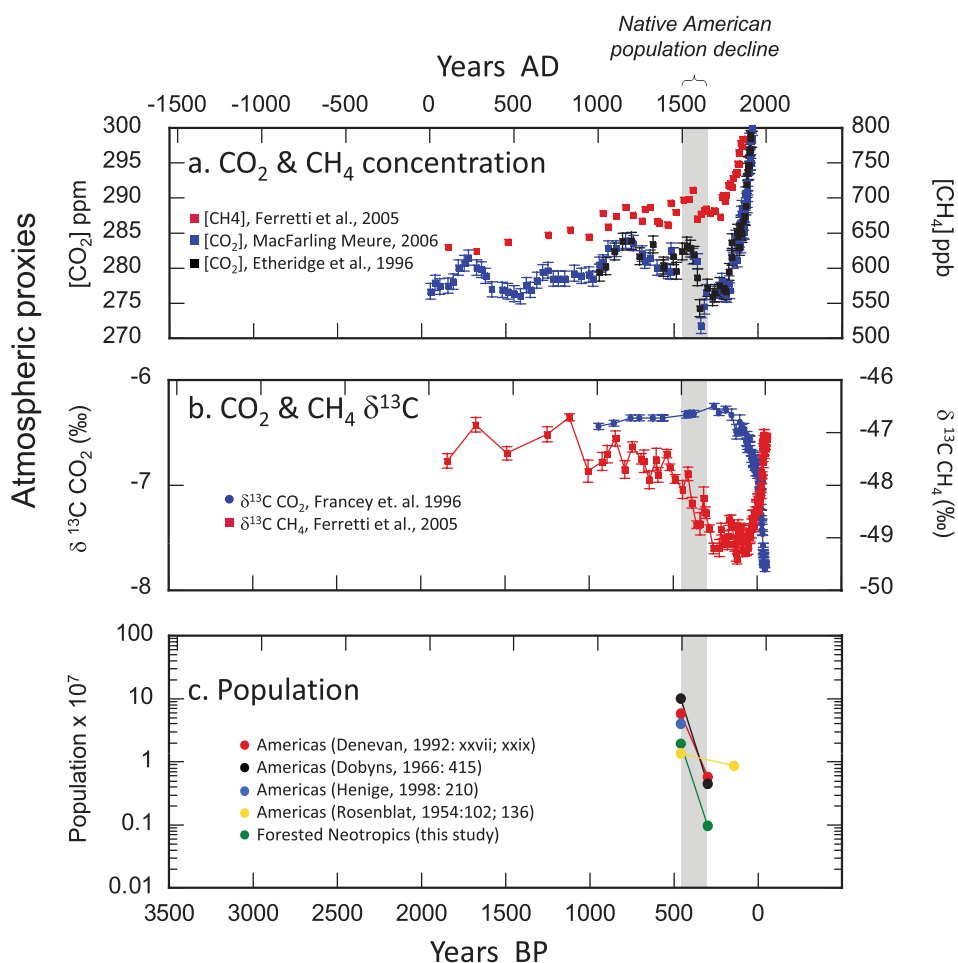 Native American
population decline
Years AD
-1500 -1000 -500 0 500 1000 1500 2000
Atmospheric proxies
[CO₂] ppm
300
295
290
285
280
275
270
a. CO₂ & CH₄ concentration
[CH4], Ferretti et al., 2005
[CO₂], MacFarling Meure, 2006
[CO₂], Etheridge et al., 1996
800
750
700
650
600
550
500
[CH₄] ppb
δ ¹³C CO₂ (‰)
-6
-7
-8
b. CO₂ & CH₄ δ¹³C
δ¹³C CO₂, Francey et. al. 1996
δ¹³C CH₄, Ferretti et al., 2005
-46
-47
-48
-49
-50
δ ¹³C CH₄ (‰)
Population x 10⁷
100
10
1
0.1
0.01
c. Population
Americas (Denevan, 1992: xxvii; xxix)
Americas (Dobyns, 1966: 415)
Americas (Henige, 1998: 210)
Americas (Rosenblat, 1954:102; 136)
Forested Neotropics (this study)
3500 3000 2500 2000 1500 1000 500 0
Years BP